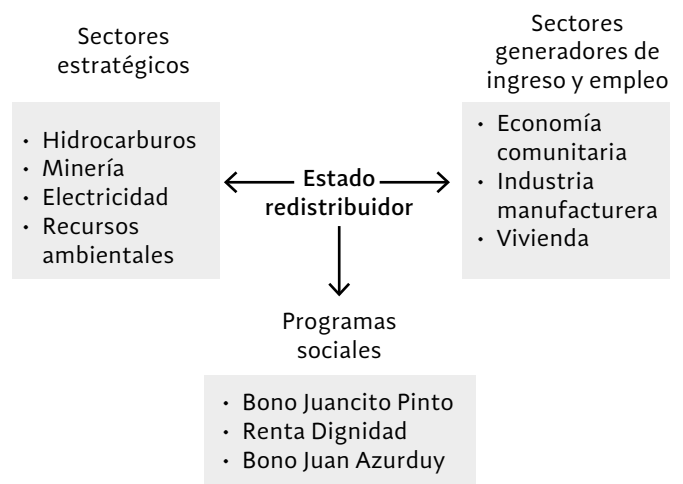 Sectores
estratégicos
• Hidrocarburos
• Minería
• Electricidad
• Recursos
ambientales
Estado
redistribuidor
Sectores
generadores de
ingreso y empleo
• Economía
comunitaria
• Industria
manufacturera
• Vivienda
Programas
sociales
• Bono Juancito Pinto
• Renta Dignidad
• Bono Juan Azurduy